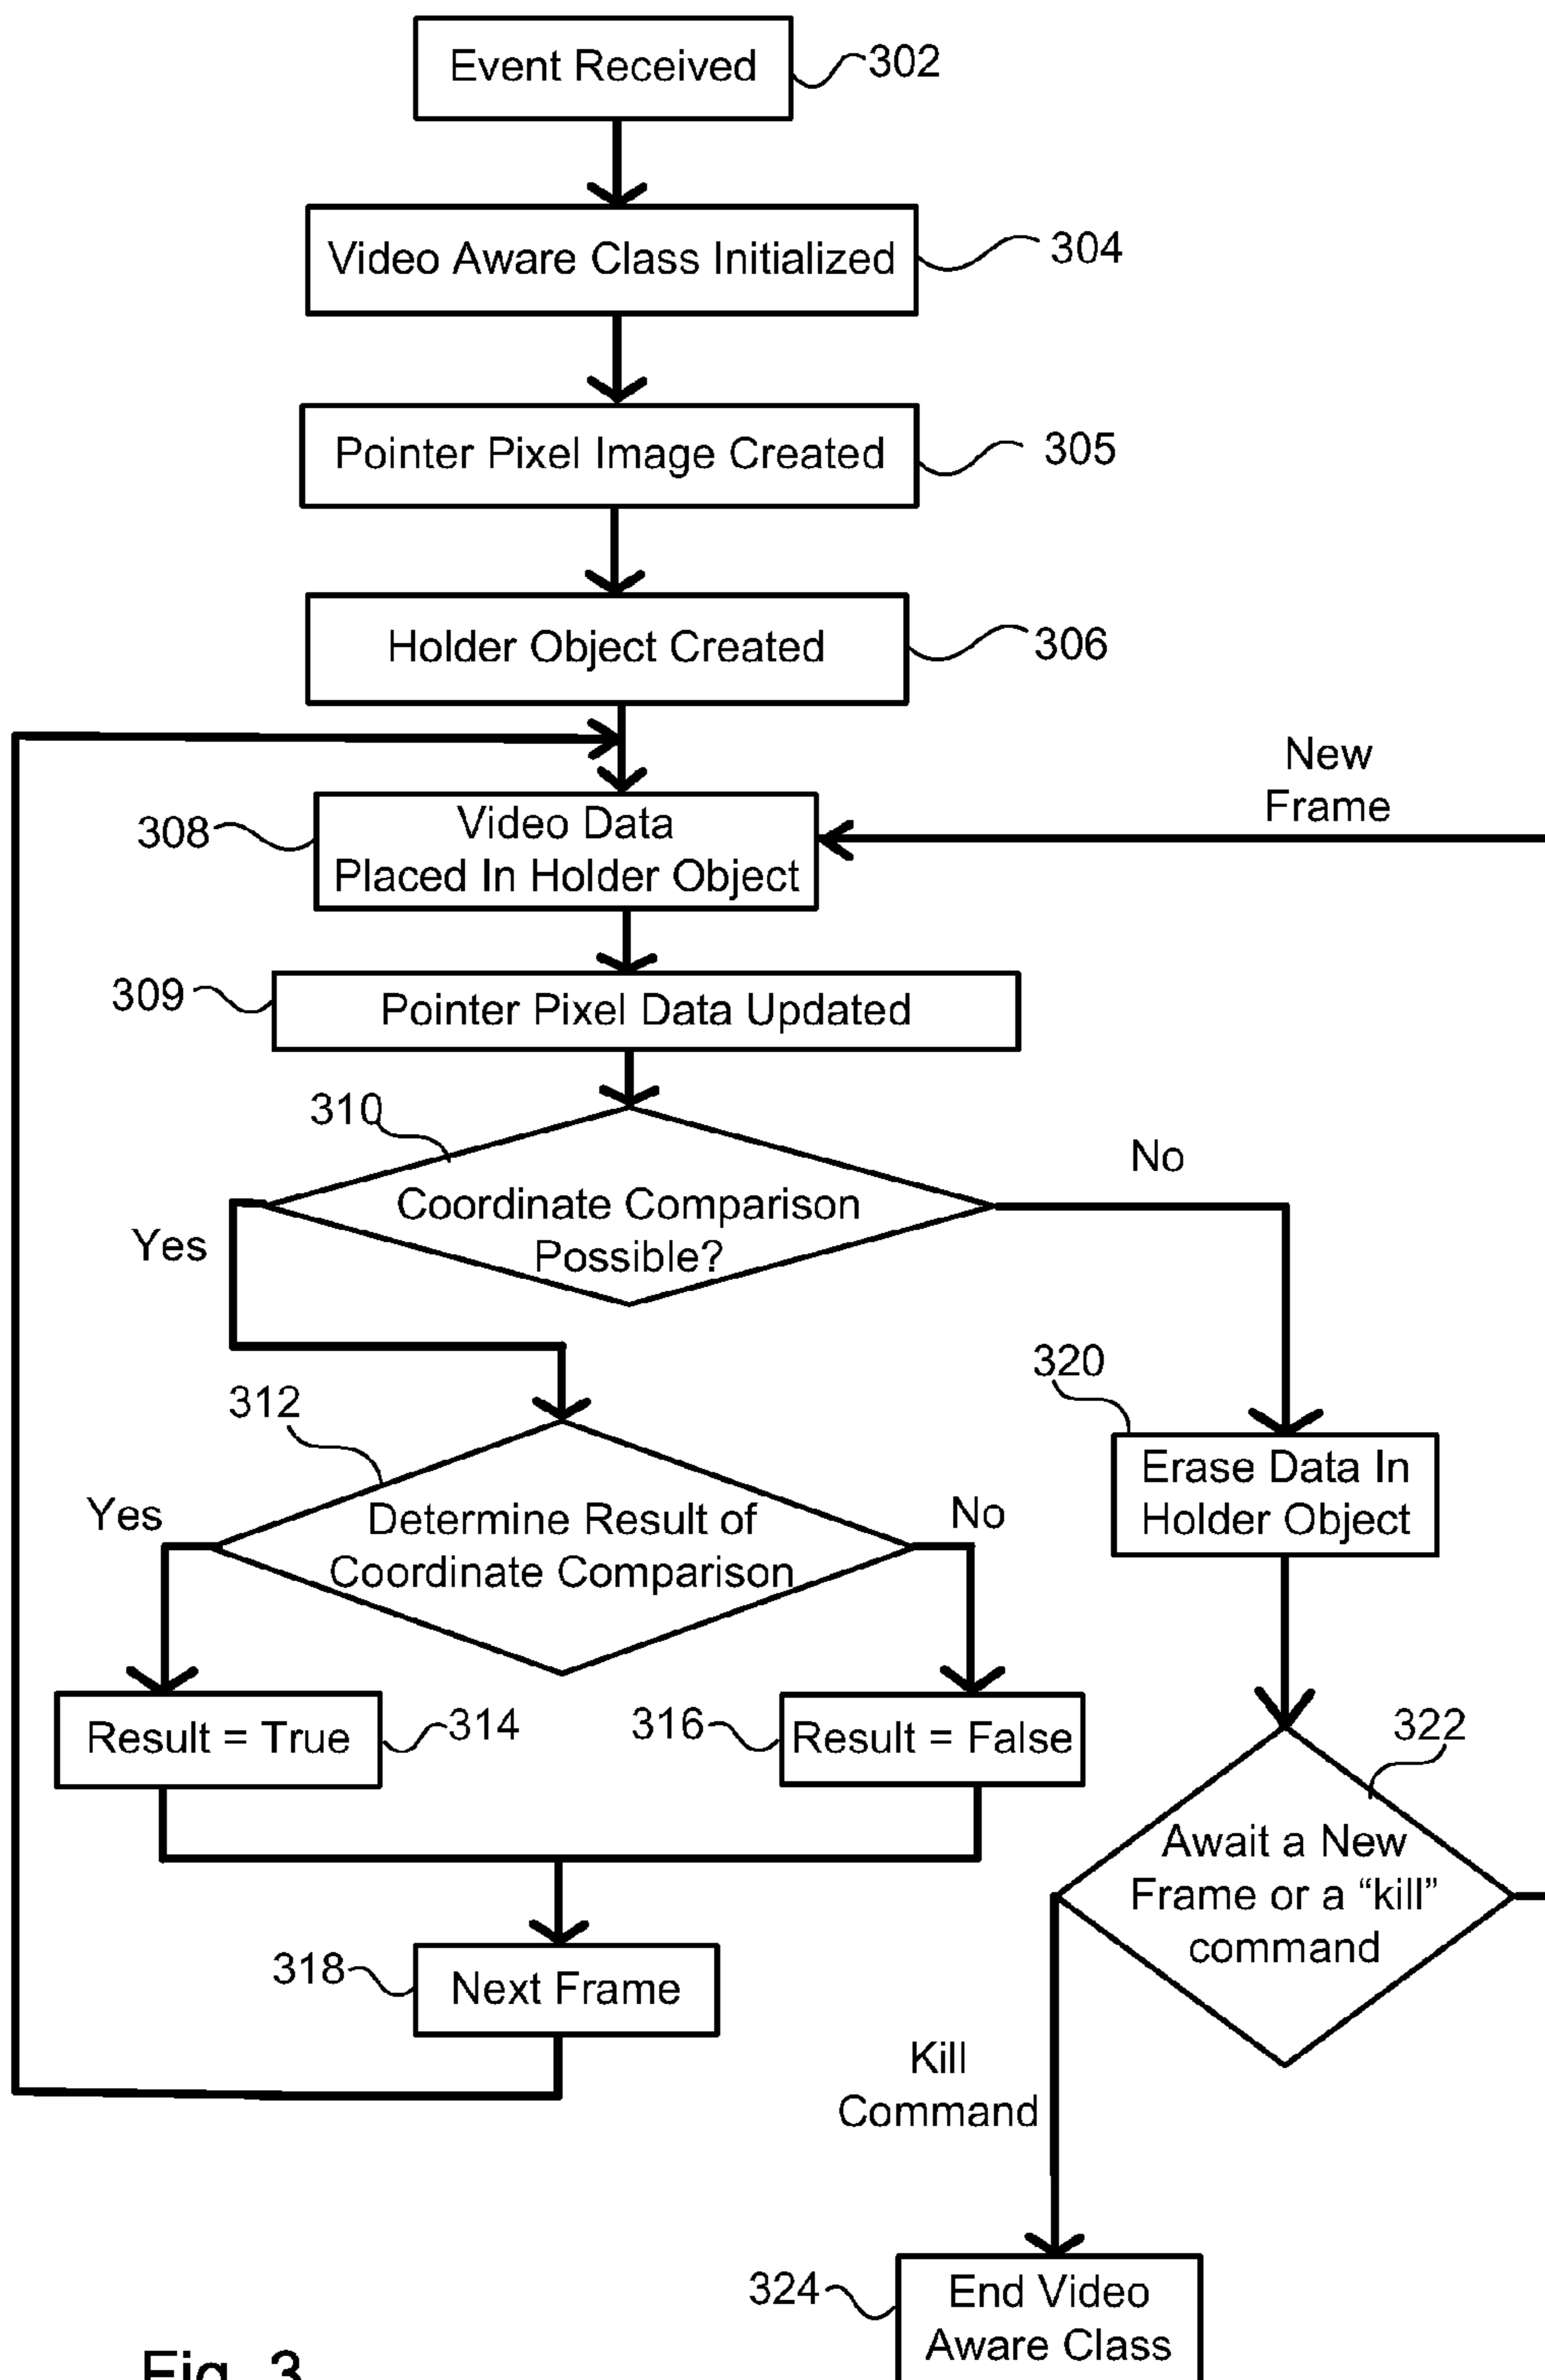 Event Received
302
Video Aware Class Initialized
304
Pointer Pixel Image Created
305
Holder Object Created
306
New
Frame
308
Video Data
Placed In Holder Object
309
Pointer Pixel Data Updated
310
No
Coordinate Comparison
Possible?
Yes
320
312
Erase Data In
Holder Object
Yes
No
Determine Result of
Coordinate Comparison
Result = True
314
316
Result = False
322
Await a New
Frame or a “kill”
command
318
Next Frame
Kill
Command
324
End Video
Aware Class
Fig. 3